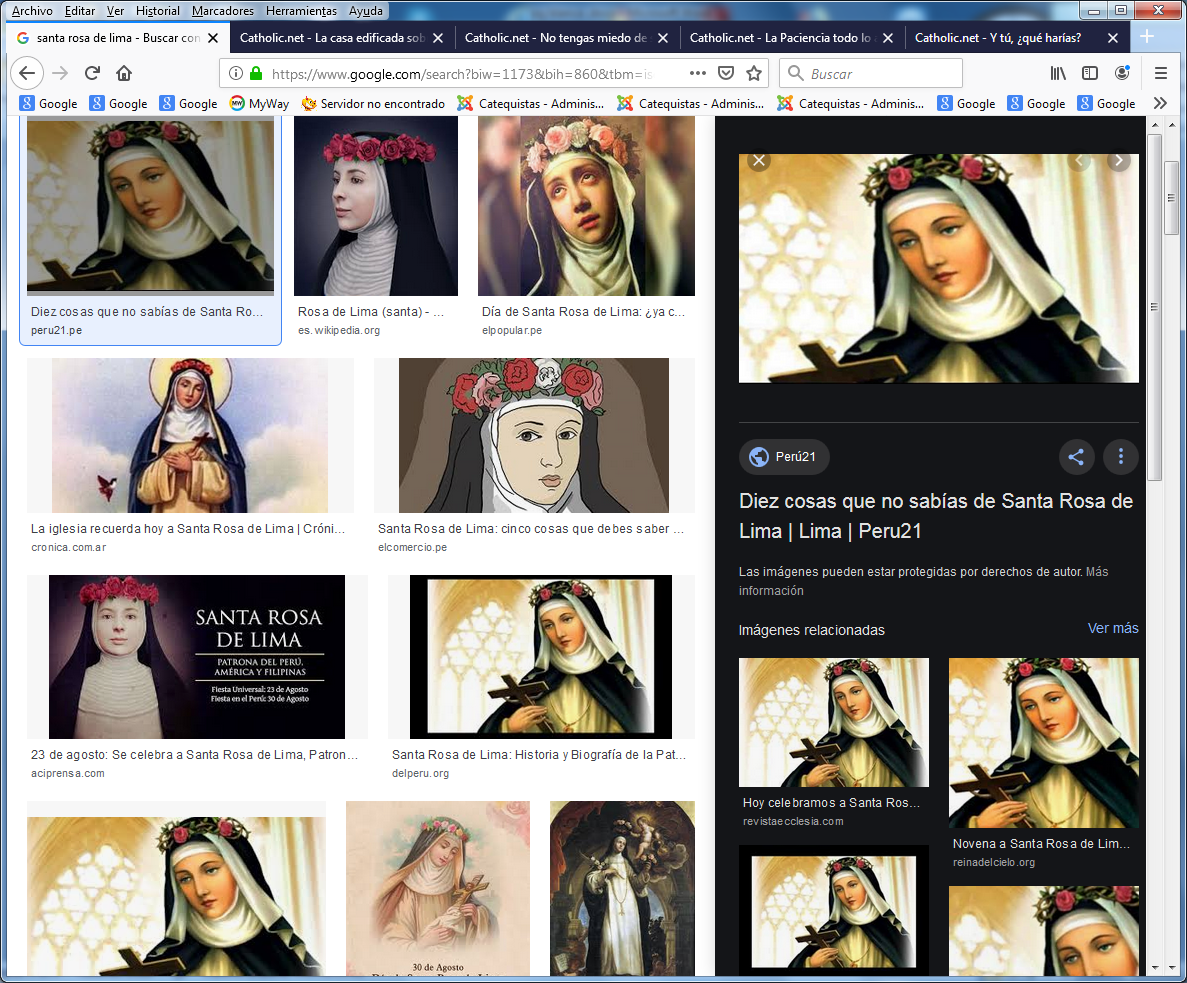 Archivo Editar Ver Historial Marcadores Herramientas Ayuda
santa rosa de lima - Buscar con
Catholic.net - La casa edificada sob
Catholic.net - No tengas miedo de
Catholic.net - La Paciencia todo lo a
Catholic.net - Y tú, ¿qué harías?
https://www.google.com/search?biw=1173&bih=860&tbm=is
Buscar
Google Google Google MyWay Servidor no encontrado Catequistas - Adminis... Catequistas - Adminis... Catequistas - Adminis... Google Google Google
Diez cosas que no sabías de Santa Ro...
peru21.pe
Rosa de Lima (santa) - ...
es.wikipedia.org
Día de Santa Rosa de Lima: ¿ya c...
elpopular.pe
La iglesia recuerda hoy a Santa Rosa de Lima | Cróni...
cronica.com.ar
Santa Rosa de Lima: cinco cosas que debes saber ...
elcomercio.pe
SANTA ROSA
DE LIMA
PATRONA DEL PERÚ,
AMÉRICA Y FILIPINAS
Fiesta Universal: 23 de Agosto
Fiesta en el Perú: 30 de Agosto
23 de agosto: Se celebra a Santa Rosa de Lima, Patron...
aciprensa.com
Santa Rosa de Lima: Historia y Biografía de la Pat...
delperu.org
30 de Agosto
Perú21
Diez cosas que no sabías de Santa Rosa de
Lima | Lima | Peru21
Las imágenes pueden estar protegidas por derechos de autor. Más
información
Imágenes relacionadas
Ver más
Hoy celebramos a Santa Ros...
revistaecclesia.com
Novena a Santa Rosa de Lim...
reinadelcielo.org